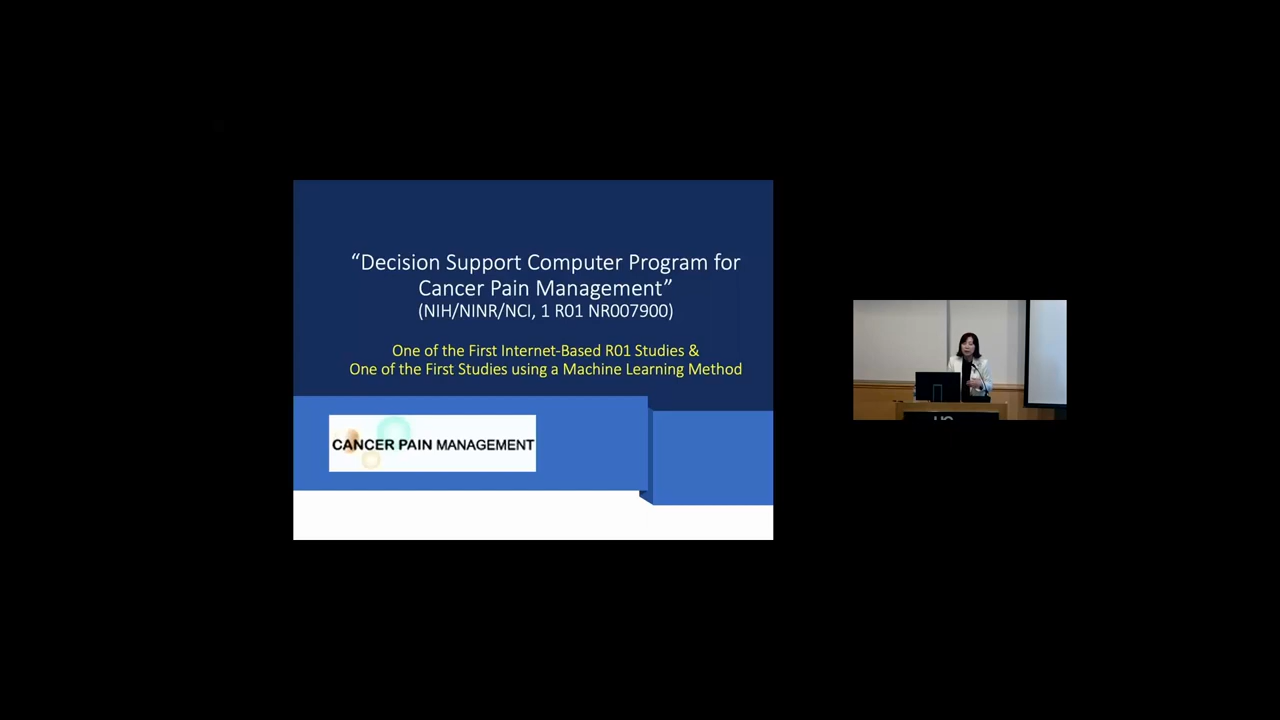 “Decision Support Computer Program for
Cancer Pain Management”
(NIH/NINR/NCI, 1 R01 NR007900)
One of the First Internet-Based R01 Studies &
One of the First Studies using a Machine Learning Method
CANCER PAIN MANAGEMENT